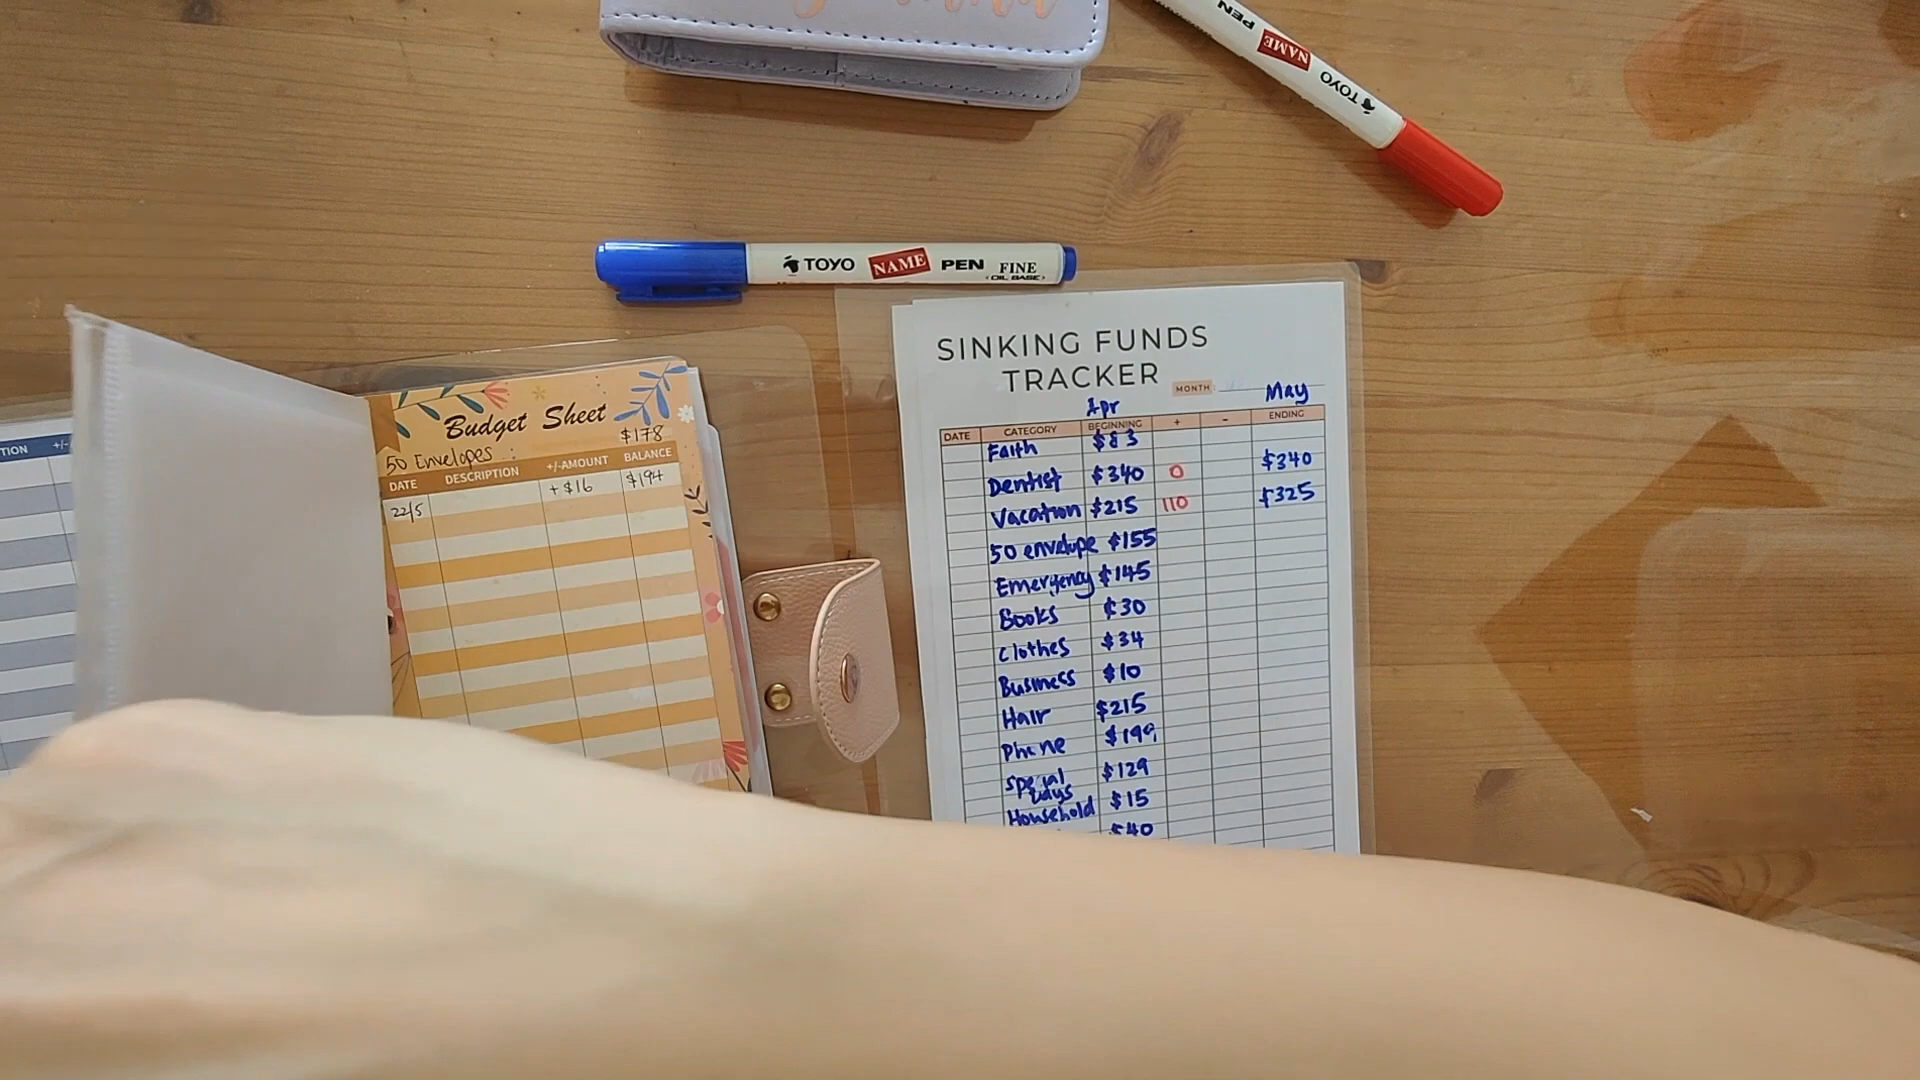 PEN
NAME
TOYO
TOYO NAME PEN FINE
OIL BASE
SINKING FUNDS
TRACKER
MONTH
May
Apr
DATE CATEGORY BEGINNING + - ENDING
Faith $83
Dentist $340 0 $340
Vacation $215 110 $325
50 envelope $155
Emergency $145
Books $30
Clothes $34
Business $10
Hair $215
Phone $199
Special days $129
Household $15
$40
Budget Sheet
$178
50 Envelopes
DATE DESCRIPTION +/-AMOUNT BALANCE
22/5 + $16 $194
TION +/-